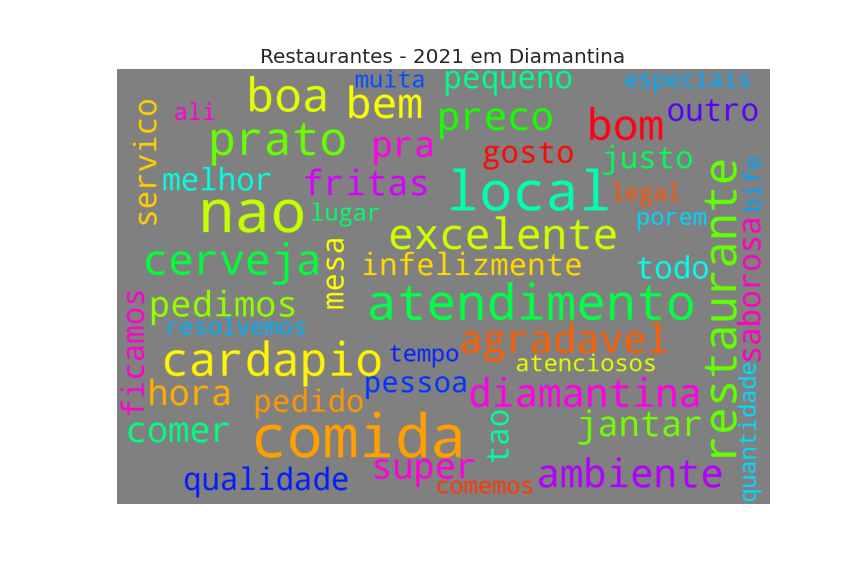 Restaurantes - 2021 em Diamantina
muita
pequeno
especiais
boa
bem
ali
preco
outro
servico
prato
pra
bom
gosto
justo
melhor
fritas
local
legal
bife
nao
lugar
porem
restaurante
excelente
saborosa
cerveja
mesa
infelizmente
todo
pedimos
atendimento
resolvemos
ficamos
agradavel
cardapio
tempo
atenciosos
hora
pedido
pessoa
diamantina
quantidade
comer
comida
tao
jantar
qualidade
super
comemos
ambiente